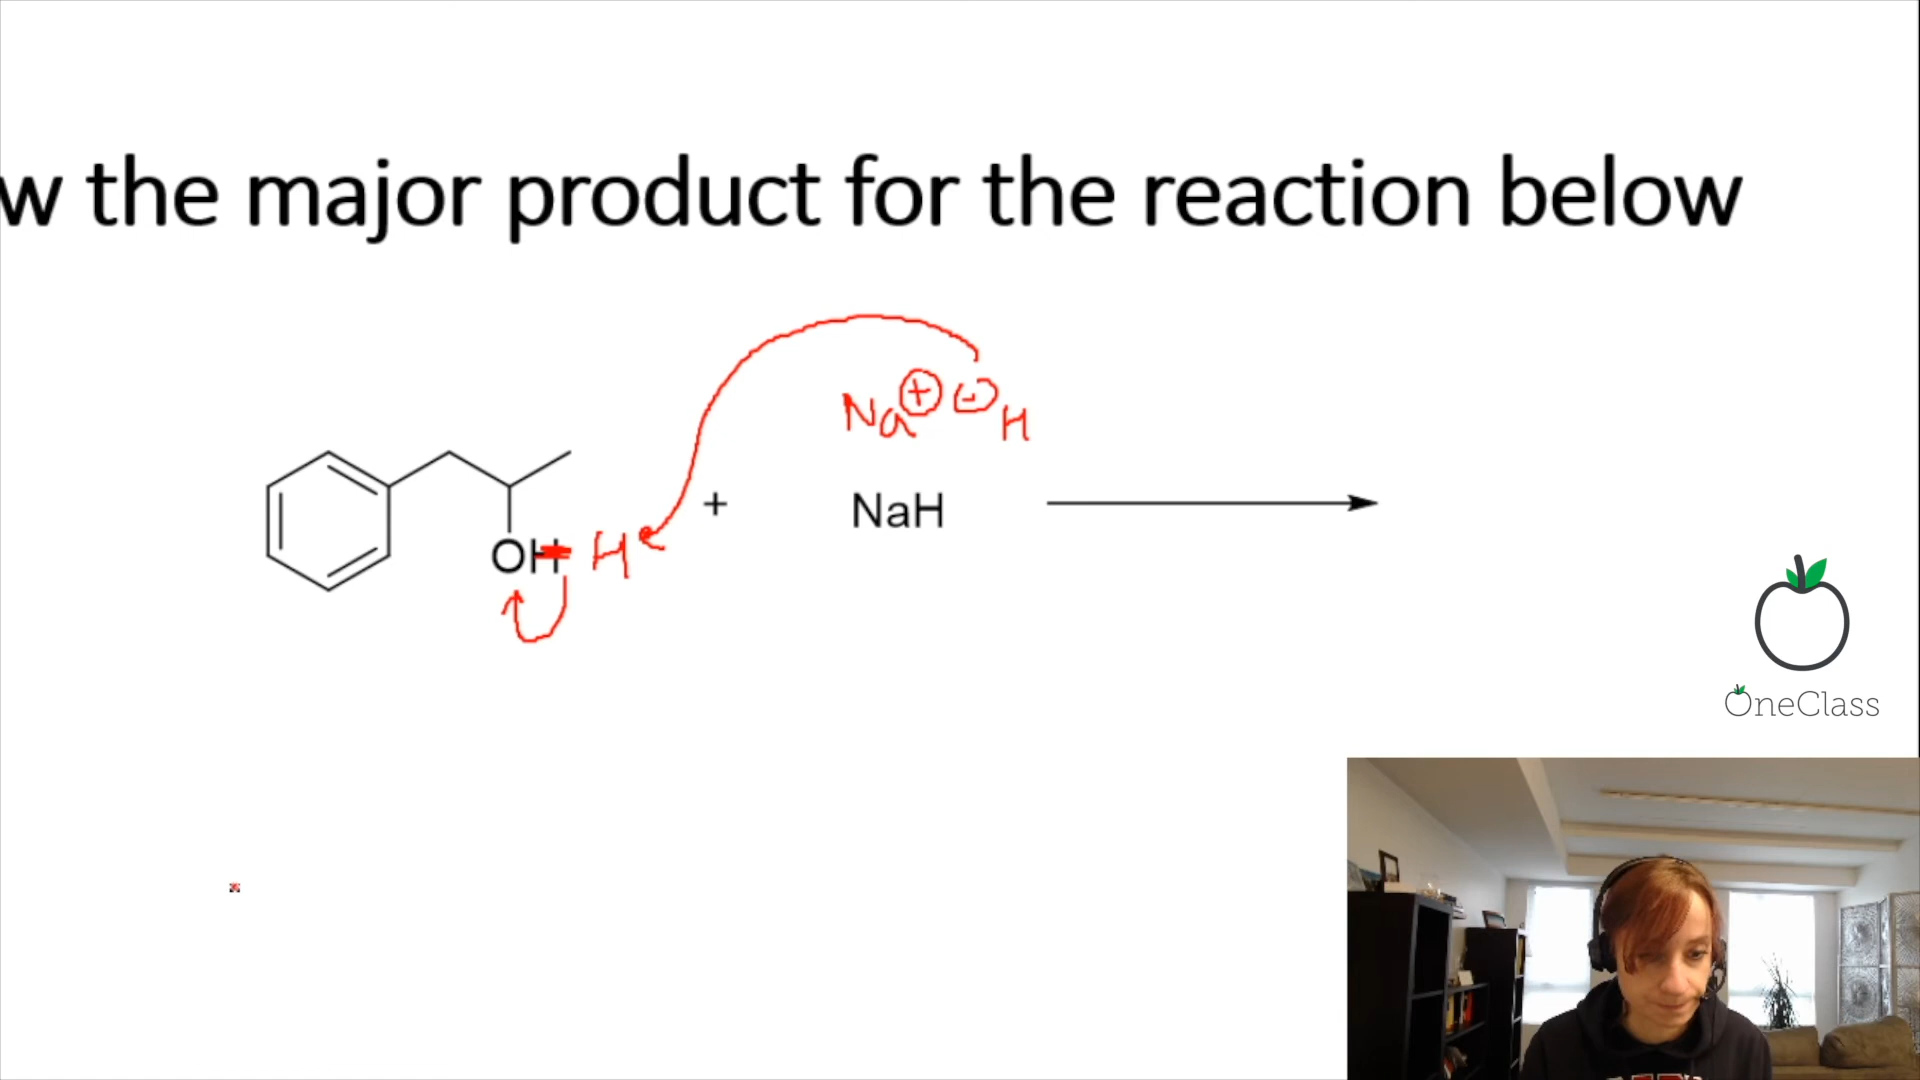 w the major product for the reaction below
Na⊕ ⊖H
OH H + NaH
OneClass